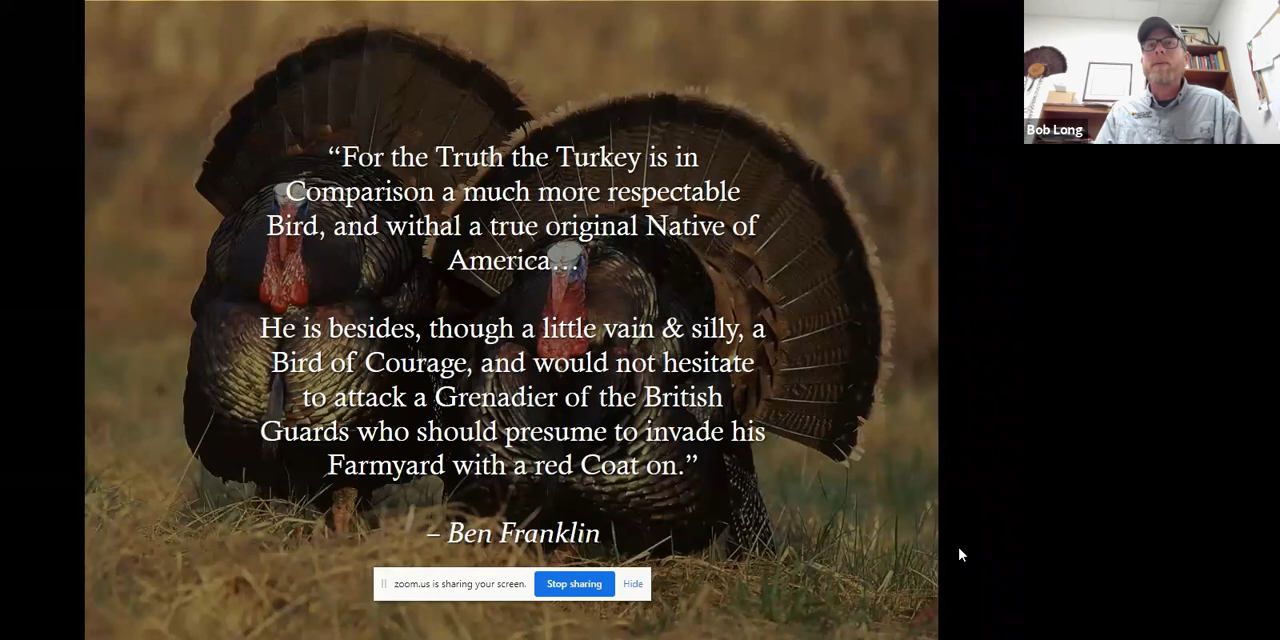 “For the Truth the Turkey is in
Comparison a much more respectable
Bird, and withal a true original Native of
America…
He is besides, though a little vain & silly, a
Bird of Courage, and would not hesitate
to attack a Grenadier of the British
Guards who should presume to invade his
Farmyard with a red Coat on.”
– Ben Franklin
zoom.us is sharing your screen. Stop sharing Hide
Bob Long